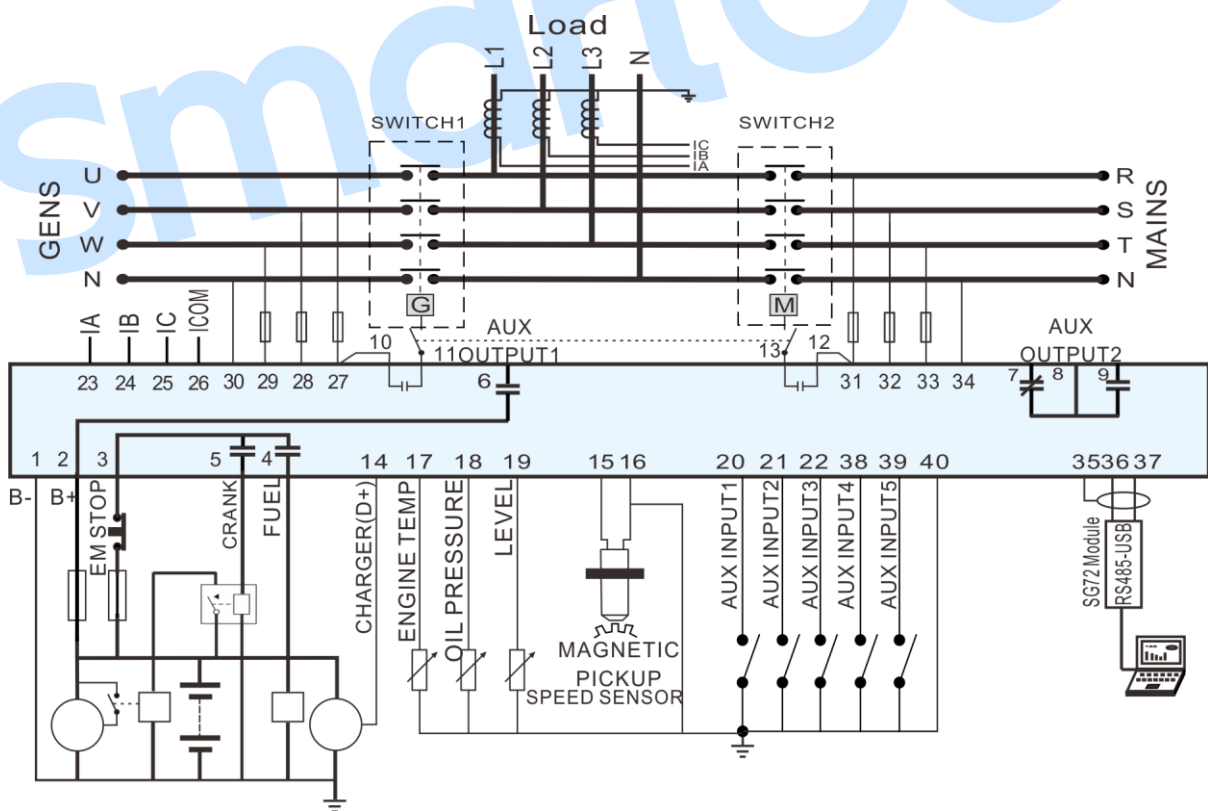 smartGe
Load
L1 L2 L3 N
SWITCH1 SWITCH2
IC
IB
IA
GENS
U R
V S
W T
N N
MAINS
G M
IA IB IC ICOM
10 11 AUX OUTPUT1 13 12 AUX OUTPUT2
23 24 25 26 30 29 28 27 6 31 32 33 34 7 8 9
1 2 3 5 4 14 17 18 19 15 16 20 21 22 38 39 40 35 36 37
B- B+ EM STOP CRANK FUEL CHARGER(D+) ENGINE TEMP OIL PRESSURE LEVEL
MAGNETIC
PICKUP
SPEED SENSOR
AUX INPUT1 AUX INPUT2 AUX INPUT3 AUX INPUT4 AUX INPUT5
SG72 Module
RS485-USB